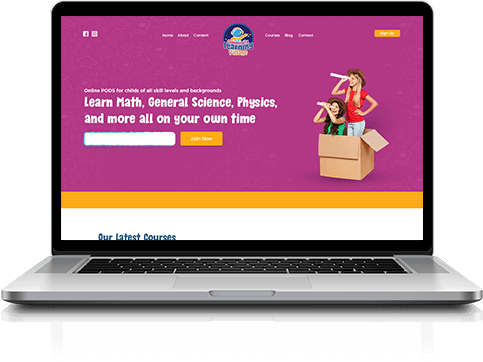 Home About Content
Learning
Courses Blog Contact
Sign Up
Online PODS for childs of all skill levels and backgrounds
Learn Math, General Science, Physics,
and more all on your own time
Join Now
Our Latest Courses